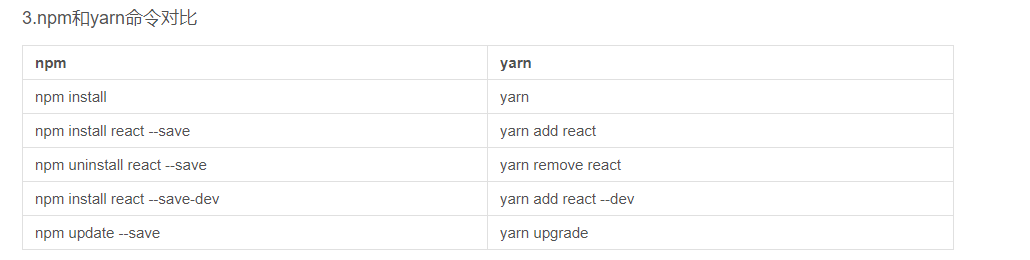 3.npm和yarn命令对比
npm yarn
npm install yarn
npm install react --save yarn add react
npm uninstall react --save yarn remove react
npm install react --save-dev yarn add react --dev
npm update --save yarn upgrade